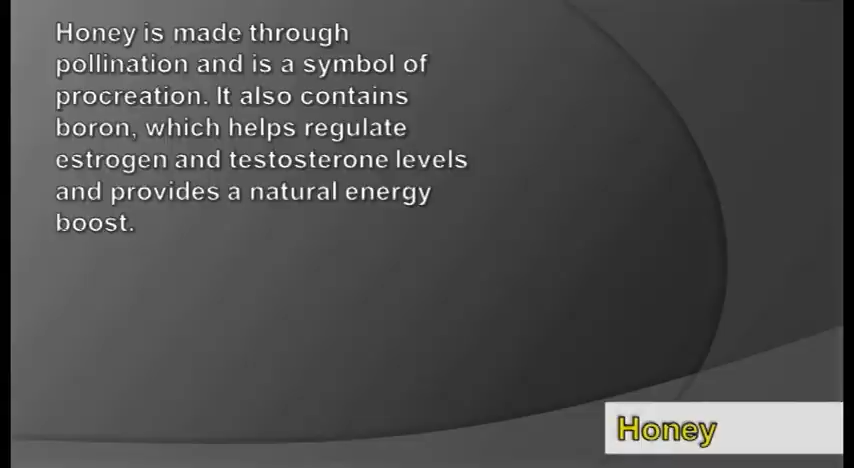 Honey is made through
pollination and is a symbol of
procreation. It also contains
boron, which helps regulate
estrogen and testosterone levels
and provides a natural energy
boost.
Honey